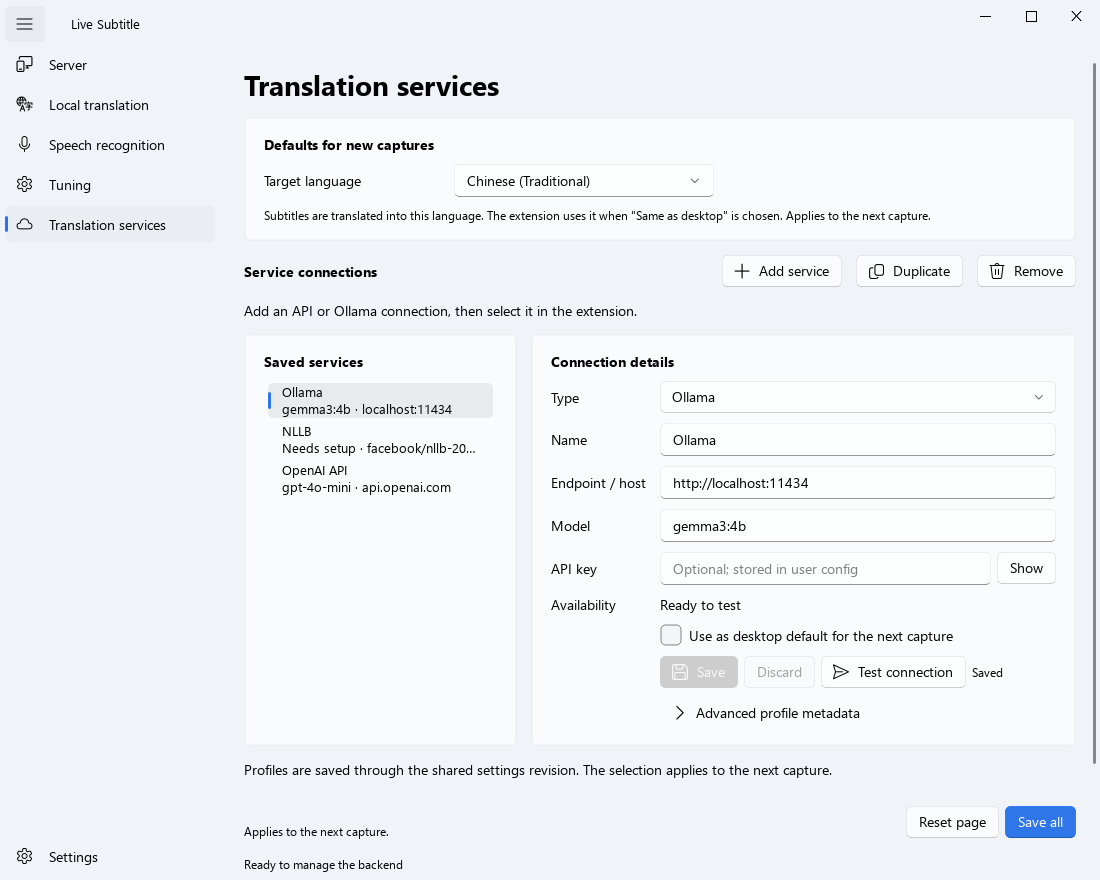 Live Subtitle
Server
Local translation
Speech recognition
Tuning
Translation services
Settings
Translation services
Defaults for new captures
Target language
Chinese (Traditional)
Subtitles are translated into this language. The extension uses it when "Same as desktop" is chosen. Applies to the next capture.
Service connections
Add service
Duplicate
Remove
Add an API or Ollama connection, then select it in the extension.
Saved services
Ollama
gemma3:4b · localhost:11434
NLLB
Needs setup · facebook/nllb-20...
OpenAI API
gpt-4o-mini · api.openai.com
Connection details
Type
Ollama
Name
Ollama
Endpoint / host
http://localhost:11434
Model
gemma3:4b
API key
Optional; stored in user config
Show
Availability
Ready to test
Use as desktop default for the next capture
Save
Discard
Test connection
Saved
Advanced profile metadata
Profiles are saved through the shared settings revision. The selection applies to the next capture.
Applies to the next capture.
Reset page
Save all
Ready to manage the backend